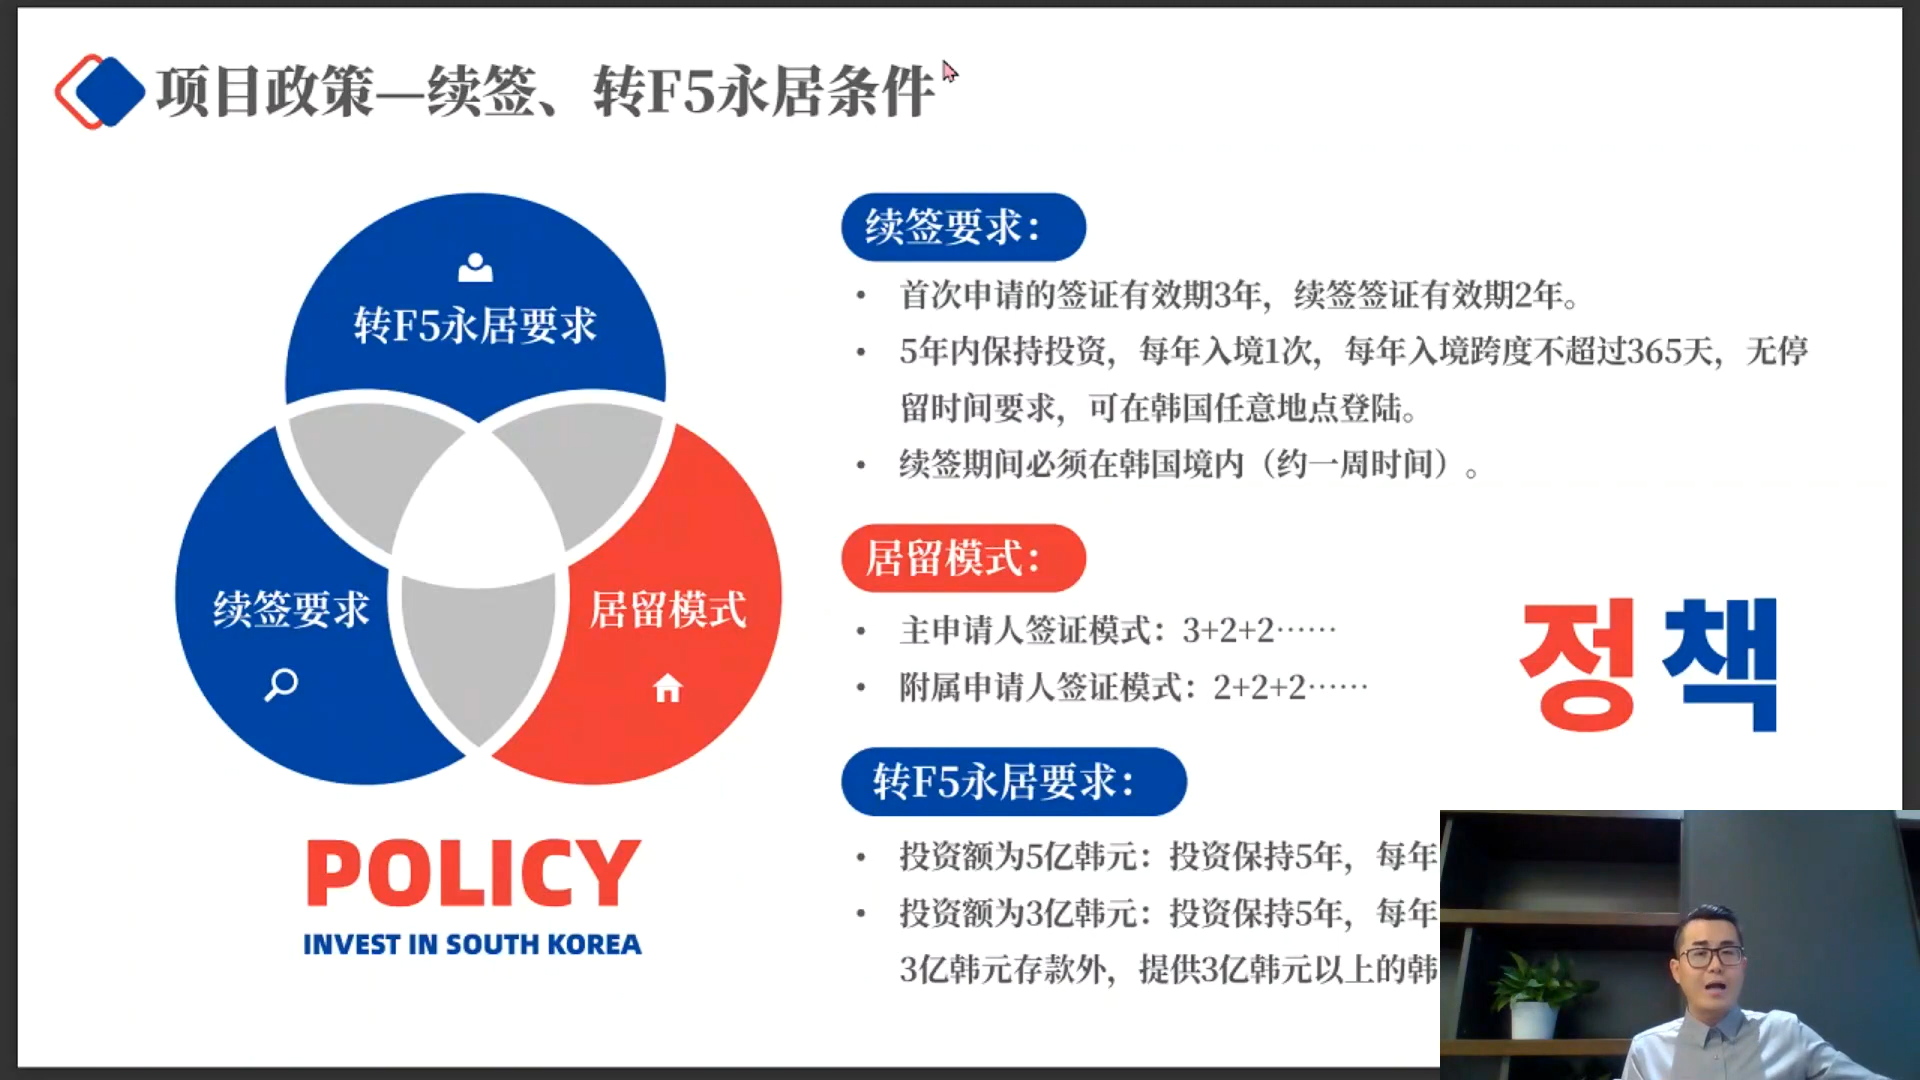 项目政策—续签、转F5永居条件
转F5永居要求
续签要求
居留模式
POLICY
INVEST IN SOUTH KOREA
续签要求：
• 首次申请的签证有效期3年，续签签证有效期2年。
• 5年内保持投资，每年入境1次，每年入境跨度不超过365天，无停
留时间要求，可在韩国任意地点登陆。
• 续签期间必须在韩国境内（约一周时间）。
居留模式：
• 主申请人签证模式：3+2+2······
• 附属申请人签证模式：2+2+2······
정책
转F5永居要求：
• 投资额为5亿韩元：投资保持5年，每年
• 投资额为3亿韩元：投资保持5年，每年
3亿韩元存款外，提供3亿韩元以上的韩